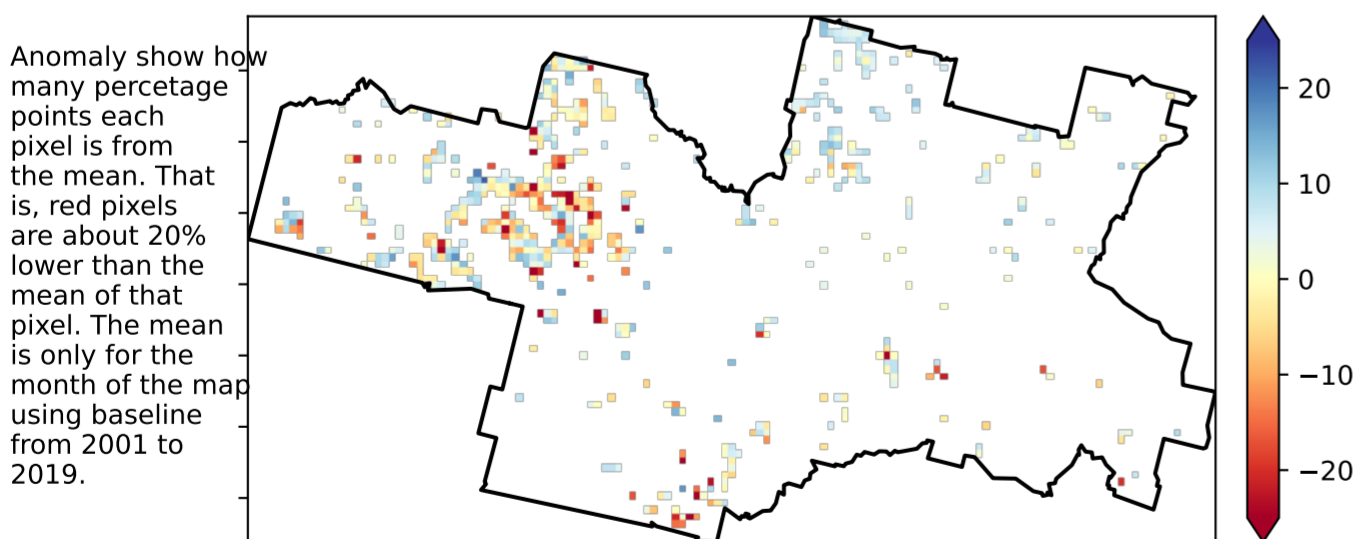 Anomaly show how
many percetage
points each
pixel is from
the mean. That
is, red pixels
are about 20%
lower than the
mean of that
pixel. The mean
is only for the
month of the map
using baseline
from 2001 to
2019.
20
10
0
−10
−20